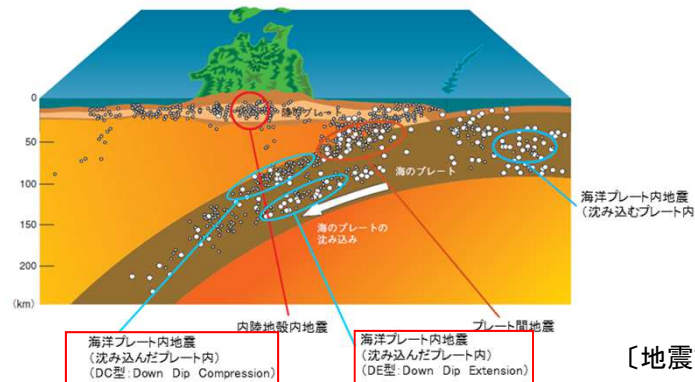 0
50
100
150
200
(km)
陸のプレート
海のプレート
海のプレートの
沈み込み
海洋プレート内地震
(沈み込むプレート内
内陸地殻内地震
プレート間地震
海洋プレート内地震
(沈み込んだプレート内)
(DC型:Down Dip Compression)
海洋プレート内地震
(沈み込んだプレート内)
(DE型:Down Dip Extension)
〔地震